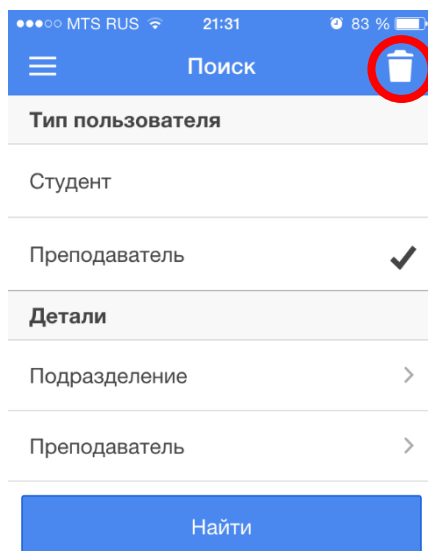 MTS RUS 21:31 83 %
Поиск
Тип пользователя
Студент
Преподаватель
Детали
Подразделение
Преподаватель
Найти